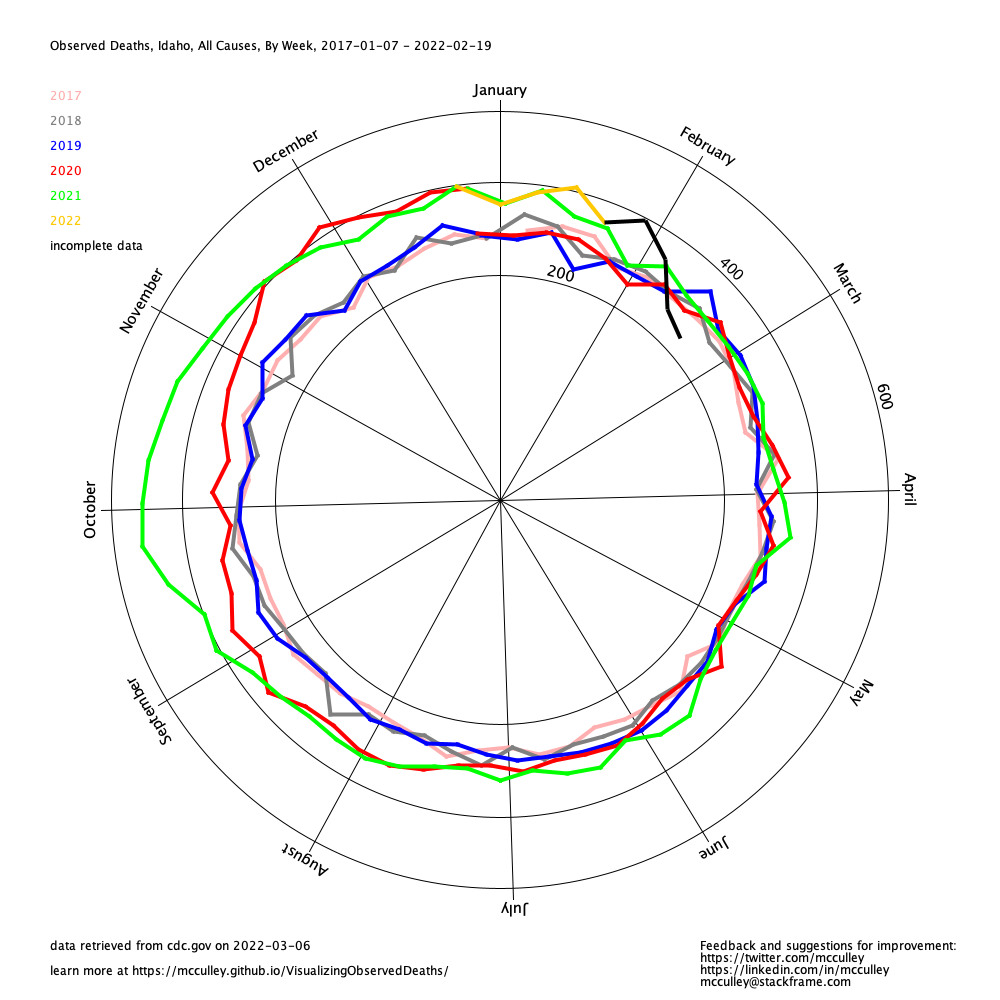 Observed Deaths, Idaho, All Causes, By Week, 2017-01-07 - 2022-02-19
January
2017
2018
2019
2020
2021
2022
incomplete data
December
February
November
March
200
400
600
October
April
September
May
August
June
July
data retrieved from cdc.gov on 2022-03-06
learn more at https://mcculley.github.io/VisualizingObservedDeaths/
Feedback and suggestions for improvement:
https://twitter.com/mcculley
https://linkedin.com/in/mcculley
mcculley@stackframe.com